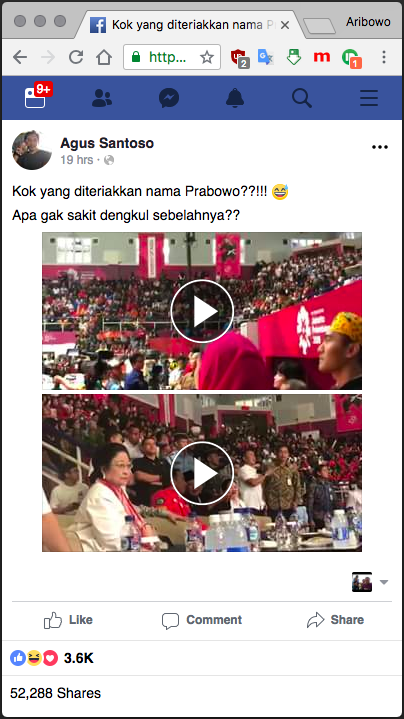 Kok yang diteriakkan nama P
Aribowo
http...
2
1
9+
Agus Santoso
19 hrs ·
Kok yang diteriakkan nama Prabowo??!!! 😅
Apa gak sakit dengkul sebelahnya??
Like
Comment
Share
3.6K
52,288 Shares